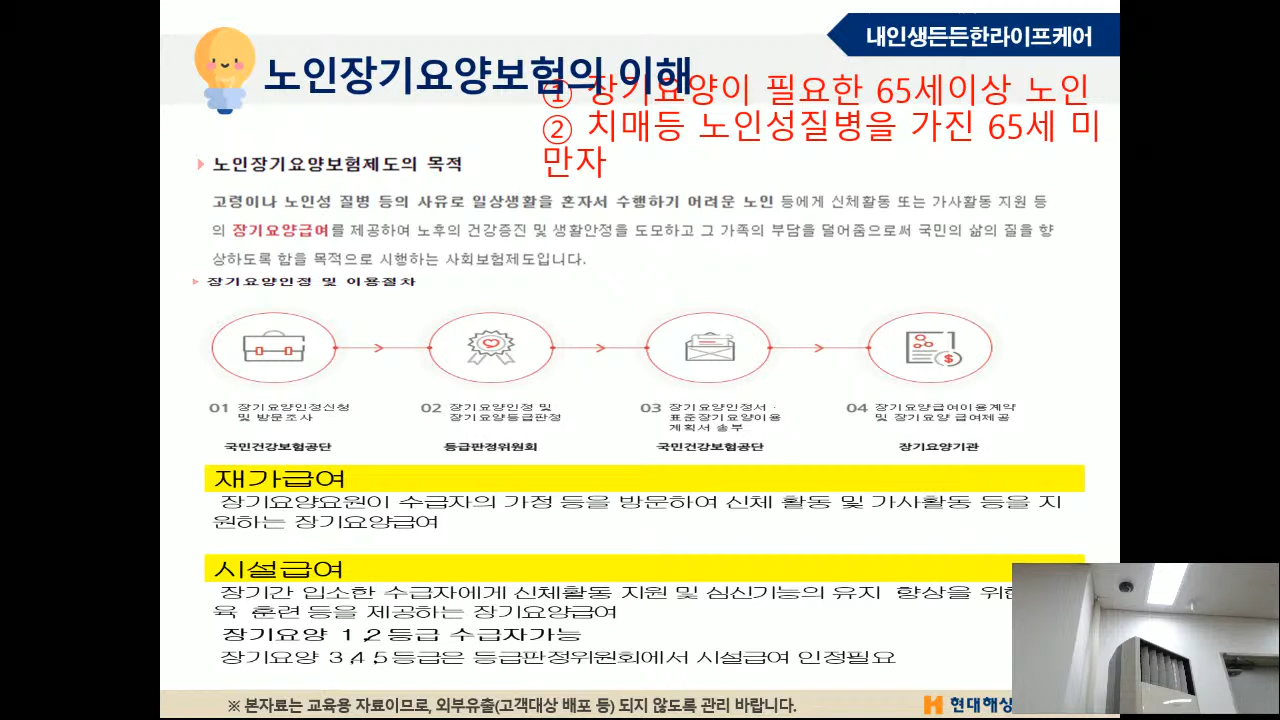 내인생든든한라이프케어
노인장기요양보험의 이해
① 장기요양이 필요한 65세이상 노인
② 치매등 노인성질병을 가진 65세 미
만자
노인장기요양보험제도의 목적
고령이나 노인성 질병 등의 사유로 일상생활을 혼자서 수행하기 어려운 노인 등에게 신체활동 또는 가사활동 지원 등
의 장기요양급여를 제공하여 노후의 건강증진 및 생활안정을 도모하고 그 가족의 부담을 덜어줌으로써 국민의 삶의 질을 향
상하도록 함을 목적으로 시행하는 사회보험제도입니다.
장기요양인정 및 이용절차
01 장기요양인정신청
및 방문조사
국민건강보험공단
02 장기요양인정 및
장기요양등급판정
등급판정위원회
03 장기요양인정서 ·
표준장기요양이용
계획서 송부
국민건강보험공단
04 장기요양급여이용계약
및 장기요양 급여제공
장기요양기관
재가급여
장기요양요원이 수급자의 가정 등을 방문하여 신체 활동 및 가사활동 등을 지
원하는 장기요양급여
시설급여
장기간 입소한 수급자에게 신체활동 지원 및 심신기능의 유지 향상을 위한
육 훈련 등을 제공하는 장기요양급여
장기요양 1,2등급 수급자가능
장기요양 3,4,5등급은 등급판정위원회에서 시설급여 인정필요
※ 본자료는 교육용 자료이므로, 외부유출(고객대상 배포 등) 되지 않도록 관리 바랍니다.
현대해상